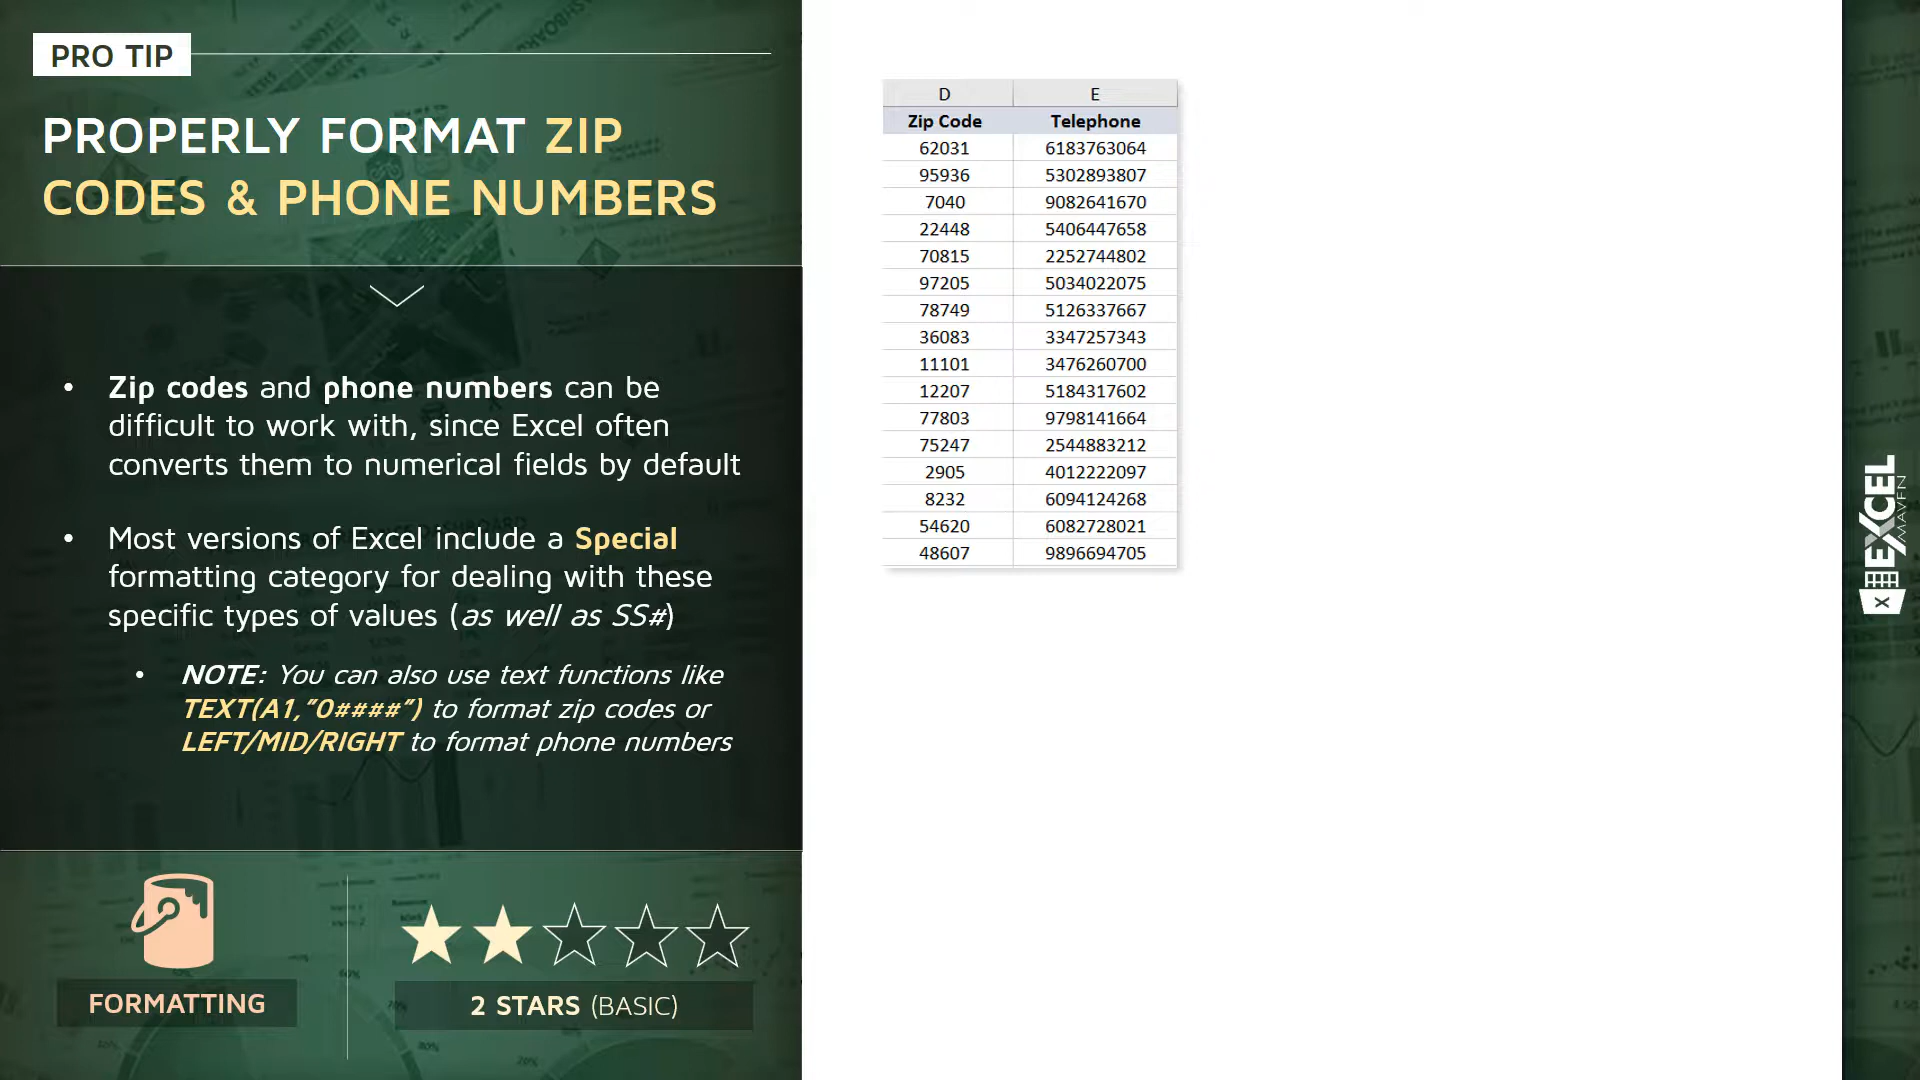 PRO TIP
PROPERLY FORMAT ZIP
CODES & PHONE NUMBERS
• Zip codes and phone numbers can be
difficult to work with, since Excel often
converts them to numerical fields by default
• Most versions of Excel include a Special
formatting category for dealing with these
specific types of values (as well as SS#)
• NOTE: You can also use text functions like
TEXT(A1,"0####") to format zip codes or
LEFT/MID/RIGHT to format phone numbers
FORMATTING
2 STARS (BASIC)
D E
Zip Code Telephone
62031 6183763064
95936 5302893807
7040 9082641670
22448 5406447658
70815 2252744802
97205 5034022075
78749 5126337667
36083 3347257343
11101 3476260700
12207 5184317602
77803 9798141664
75247 2544883212
2905 4012222097
8232 6094124268
54620 6082728021
48607 9896694705
X EXCEL
MAVEN